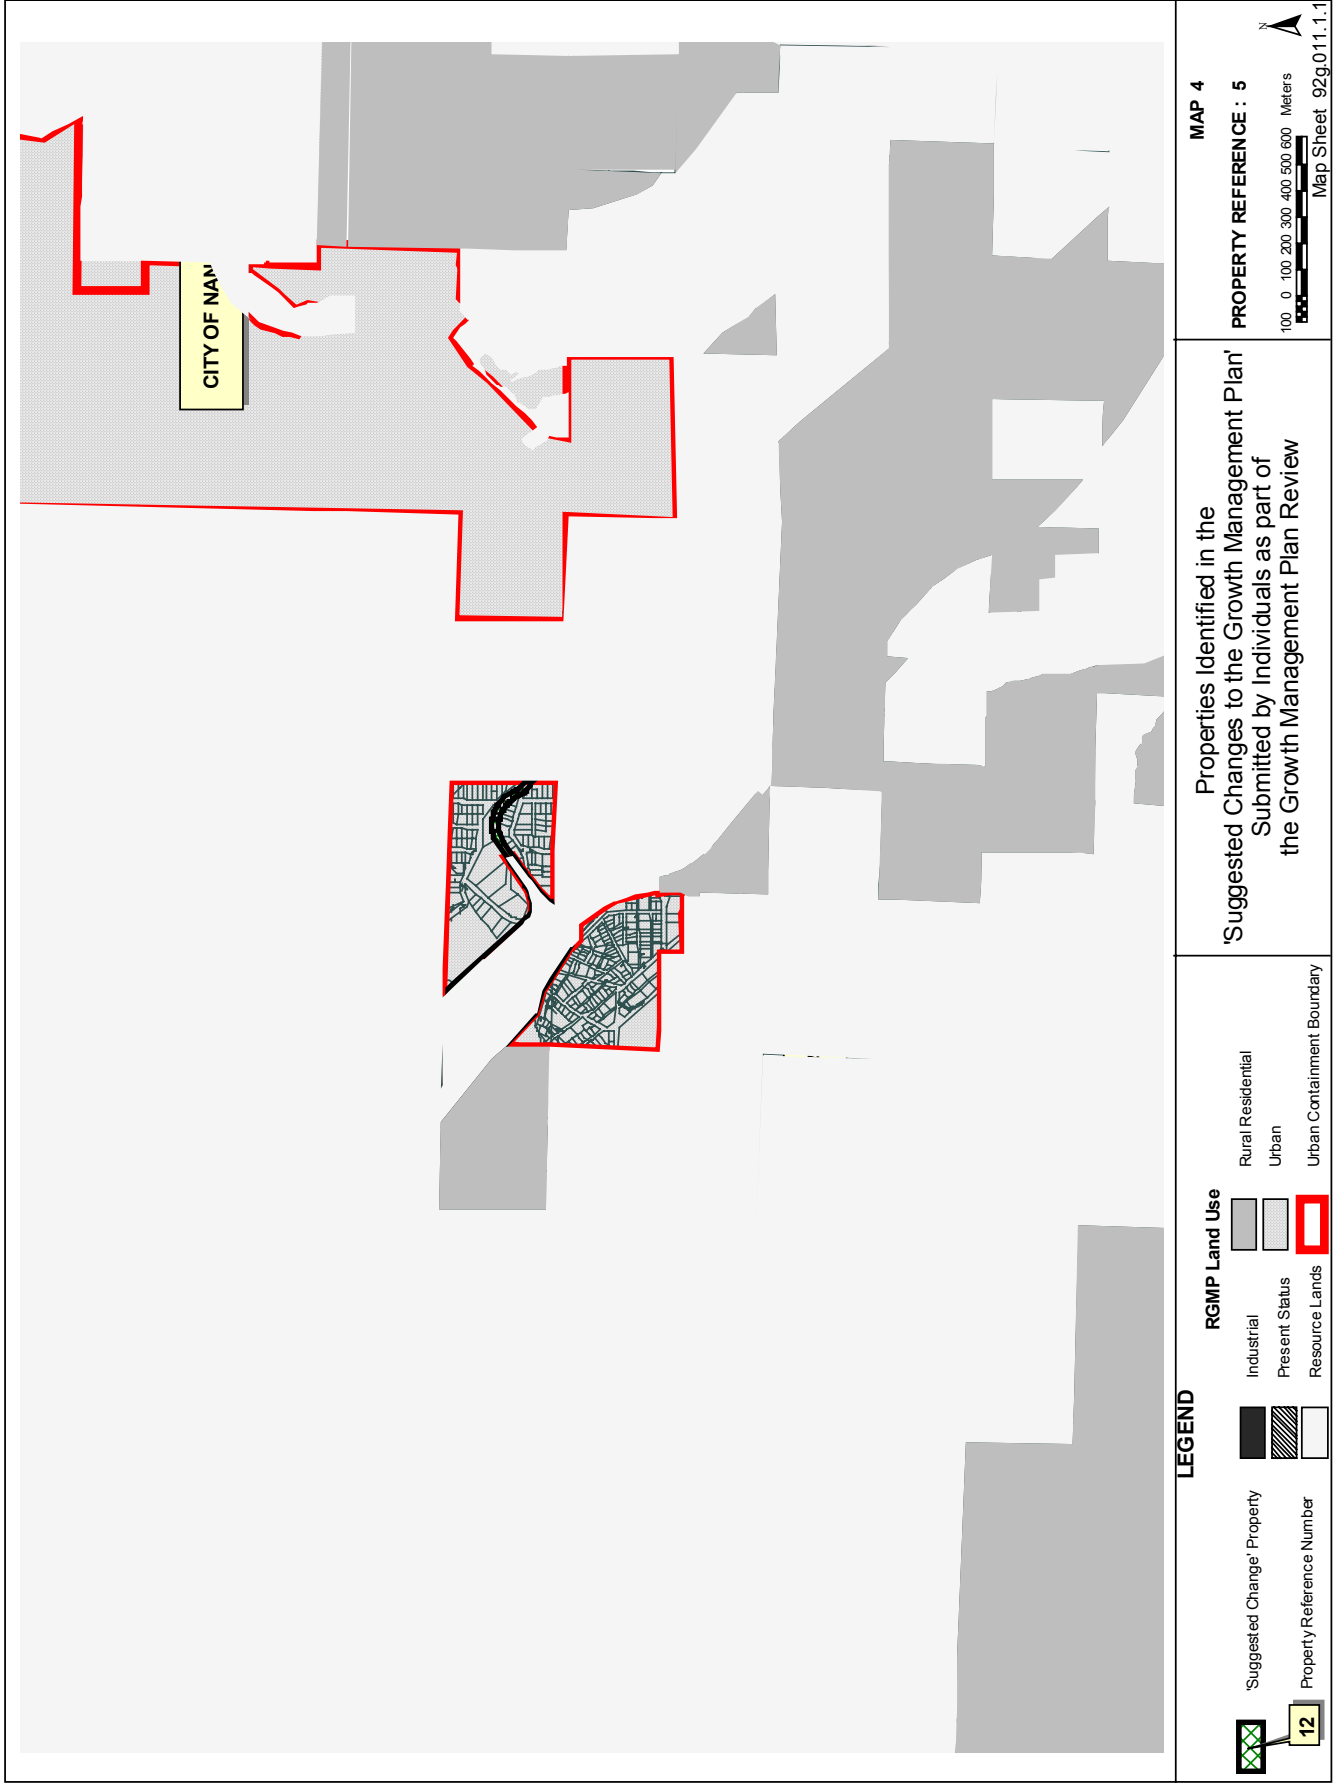 CITY OF NAN
LEGEND
'Suggested Change' Property
12
Property Reference Number
RGMP Land Use
Industrial
Present Status
Resource Lands
Rural Residential
Urban
Urban Containment Boundary
Properties Identified in the
'Suggested Changes to the Growth Management Plan'
Submitted by Individuals as part of
the Growth Management Plan Review
MAP 4
PROPERTY REFERENCE : 5
N
100 0 100 200 300 400 500 600 Meters
Map Sheet 92g.011.1.1